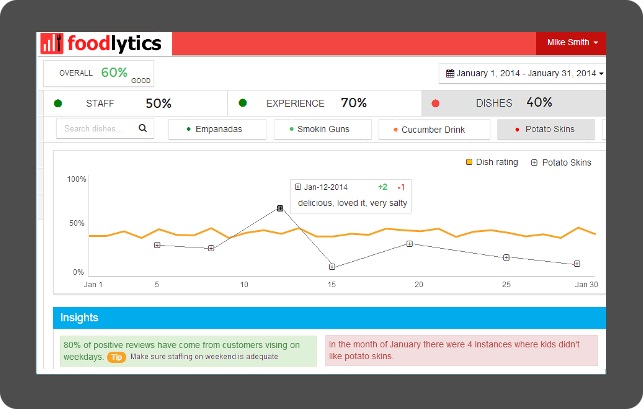 foodlytics
Mike Smith
OVERALL 60% GOOD
January 1, 2014 - January 31, 2014
STAFF 50%
EXPERIENCE 70%
DISHES 40%
Search dishes...
Empanadas
Smokin Guns
Cucumber Drink
Potato Skins
Dish rating
Potato Skins
100%
50%
0%
Jan-12-2014 +2 -1
delicious, loved it, very salty
Jan 1 5 10 15 20 25 Jan 30
Insights
80% of positive reviews have come from customers vising on
weekdays. Tip Make sure staffing on weekend is adequate
In the month of January there were 4 instances where kids didn't
like potato skins.